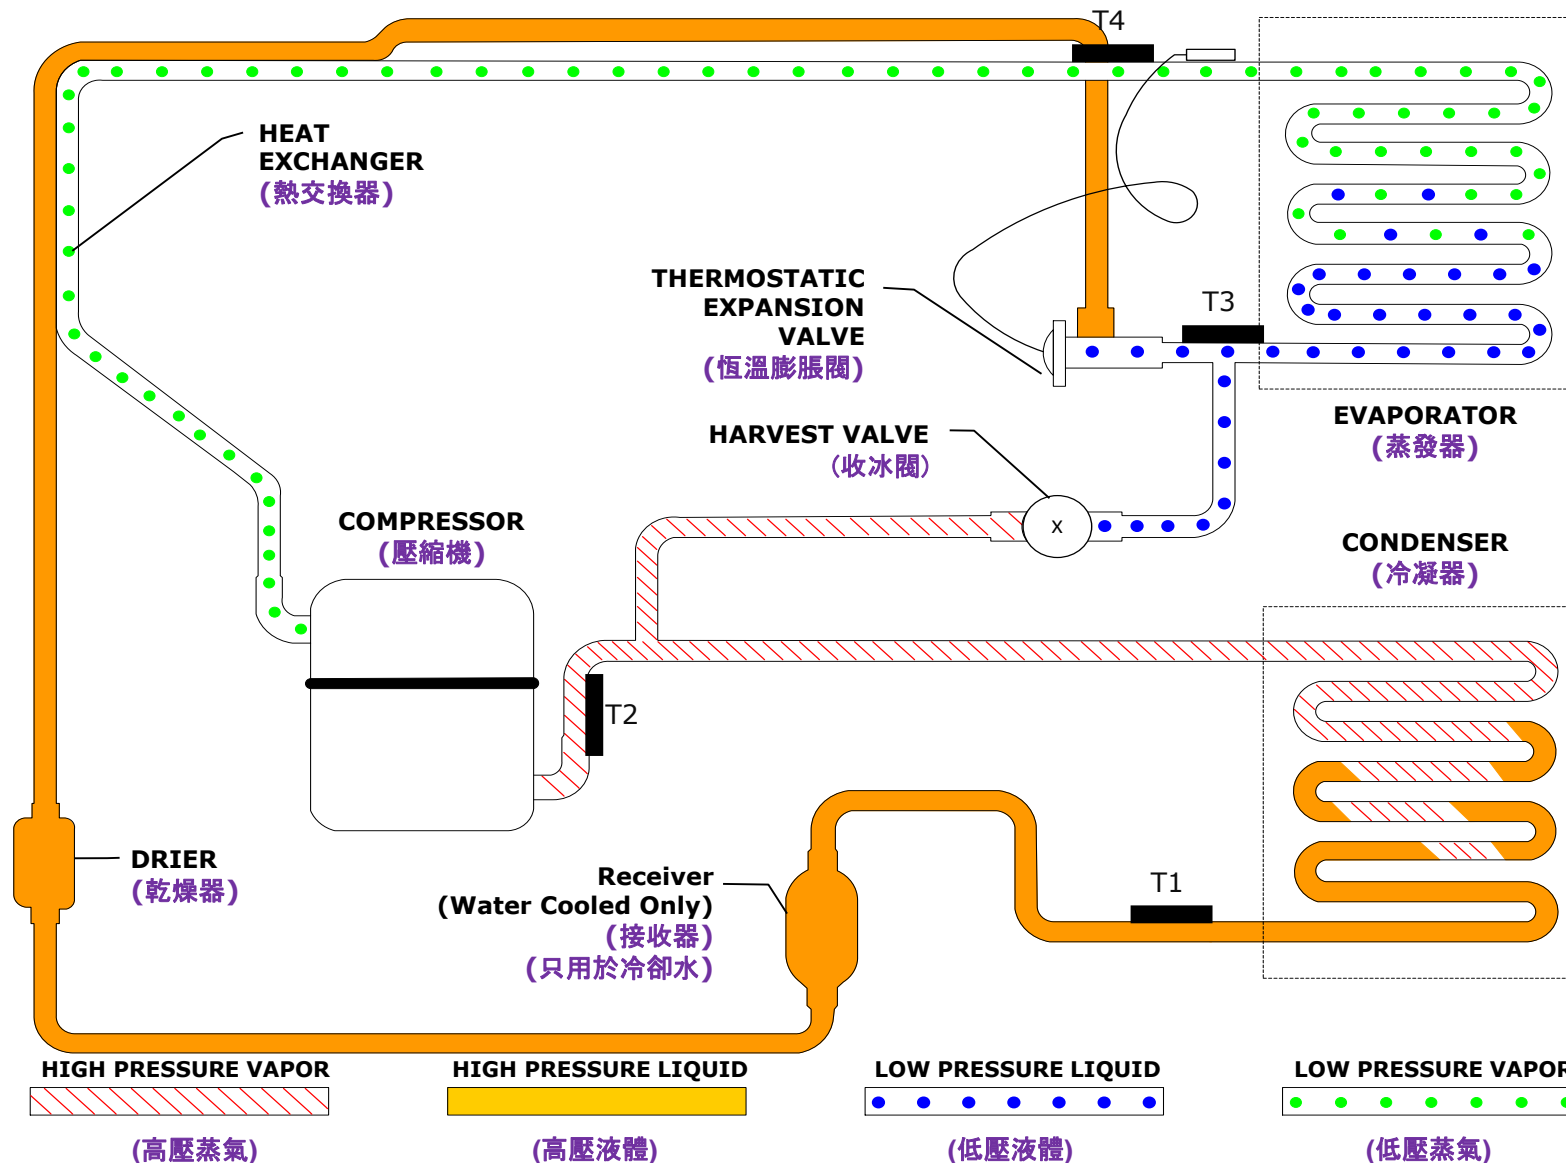 T4
HEAT
EXCHANGER
(熱交換器)
THERMOSTATIC
EXPANSION
VALVE
(恆溫膨脹閥)
T3
EVAPORATOR
(蒸發器)
HARVEST VALVE
(收冰閥)
x
COMPRESSOR
(壓縮機)
CONDENSER
(冷凝器)
T2
DRIER
(乾燥器)
Receiver
(Water Cooled Only)
(接收器)
(只用於冷卻水)
T1
HIGH PRESSURE VAPOR
(高壓蒸氣)
HIGH PRESSURE LIQUID
(高壓液體)
LOW PRESSURE LIQUID
(低壓液體)
LOW PRESSURE VAPOR
(低壓蒸氣)